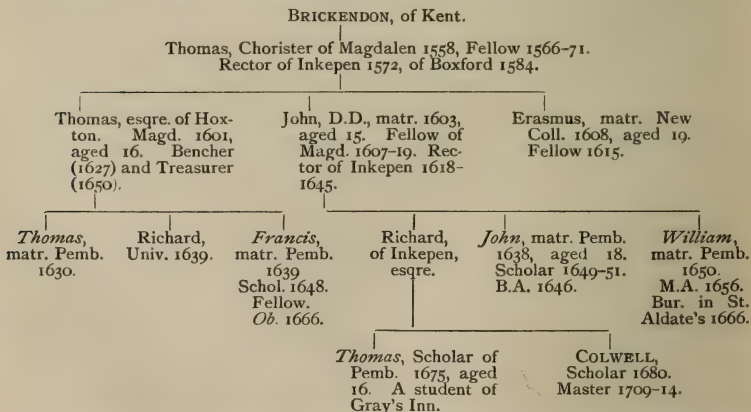 BRICKENDON, of Kent.
Thomas, Chorister of Magdalen 1558, Fellow 1566-71.
Rector of Inkepen 1572, of Boxford 1584.
Thomas, esqre. of Hox-
ton. Magd. 1601,
aged 16. Bencher
(1627) and Treasurer
(1650).
John, D.D., matr. 1603,
aged 15. Fellow of
Magd. 1607-19. Rec-
tor of Inkepen 1618-
1645.
Erasmus, matr. New
Coll. 1608, aged 19.
Fellow 1615.
Thomas,
matr. Pemb.
1630.
Richard,
Univ. 1639.
Francis,
matr. Pemb.
1639
Schol. 1648.
Fellow.
Ob. 1666.
Richard,
of Inkepen,
esqre.
John, matr. Pemb.
1638, aged 18.
Scholar 1649-51.
B.A. 1646.
William,
matr. Pemb.
1650.
M.A. 1656.
Bur. in St.
Aldate's 1666.
Thomas, Scholar of
Pemb. 1675, aged
16. A student of
Gray's Inn.
COLWELL,
Scholar 1680.
Master 1709-14.